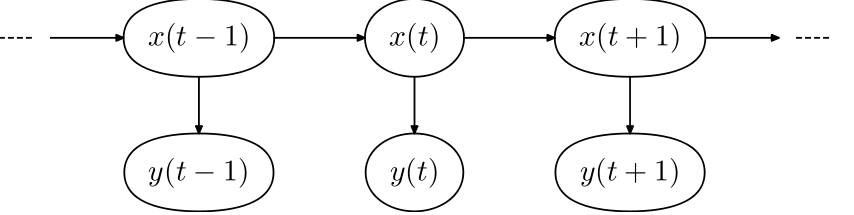 x(t − 1) x(t) x(t + 1)
y(t − 1) y(t) y(t + 1)